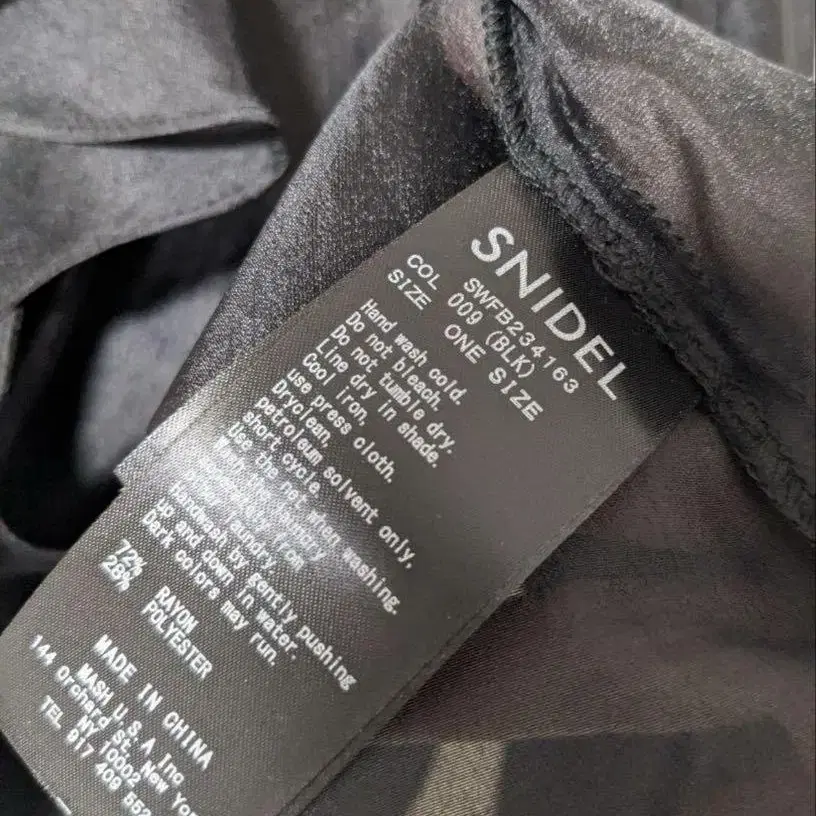 SNIDEL
SWFB234163
COL 009 (BLK)
SIZE ONE SIZE
Hand wash cold.
Do not bleach.
Do not tumble dry.
Line dry in shade.
Cool Iron,
use press cloth.
Dryclean,
petroleum solvent only,
short cycle.
Use the net when washing.
from
laundry.
Handwash by gently pushing
up and down in water.
Dark colors may run.
72% RAYON
28% POLYESTER
MADE IN CHINA
MASH U.S.A Inc
144 Orchard St. New
NY 10002
TEL 917 409